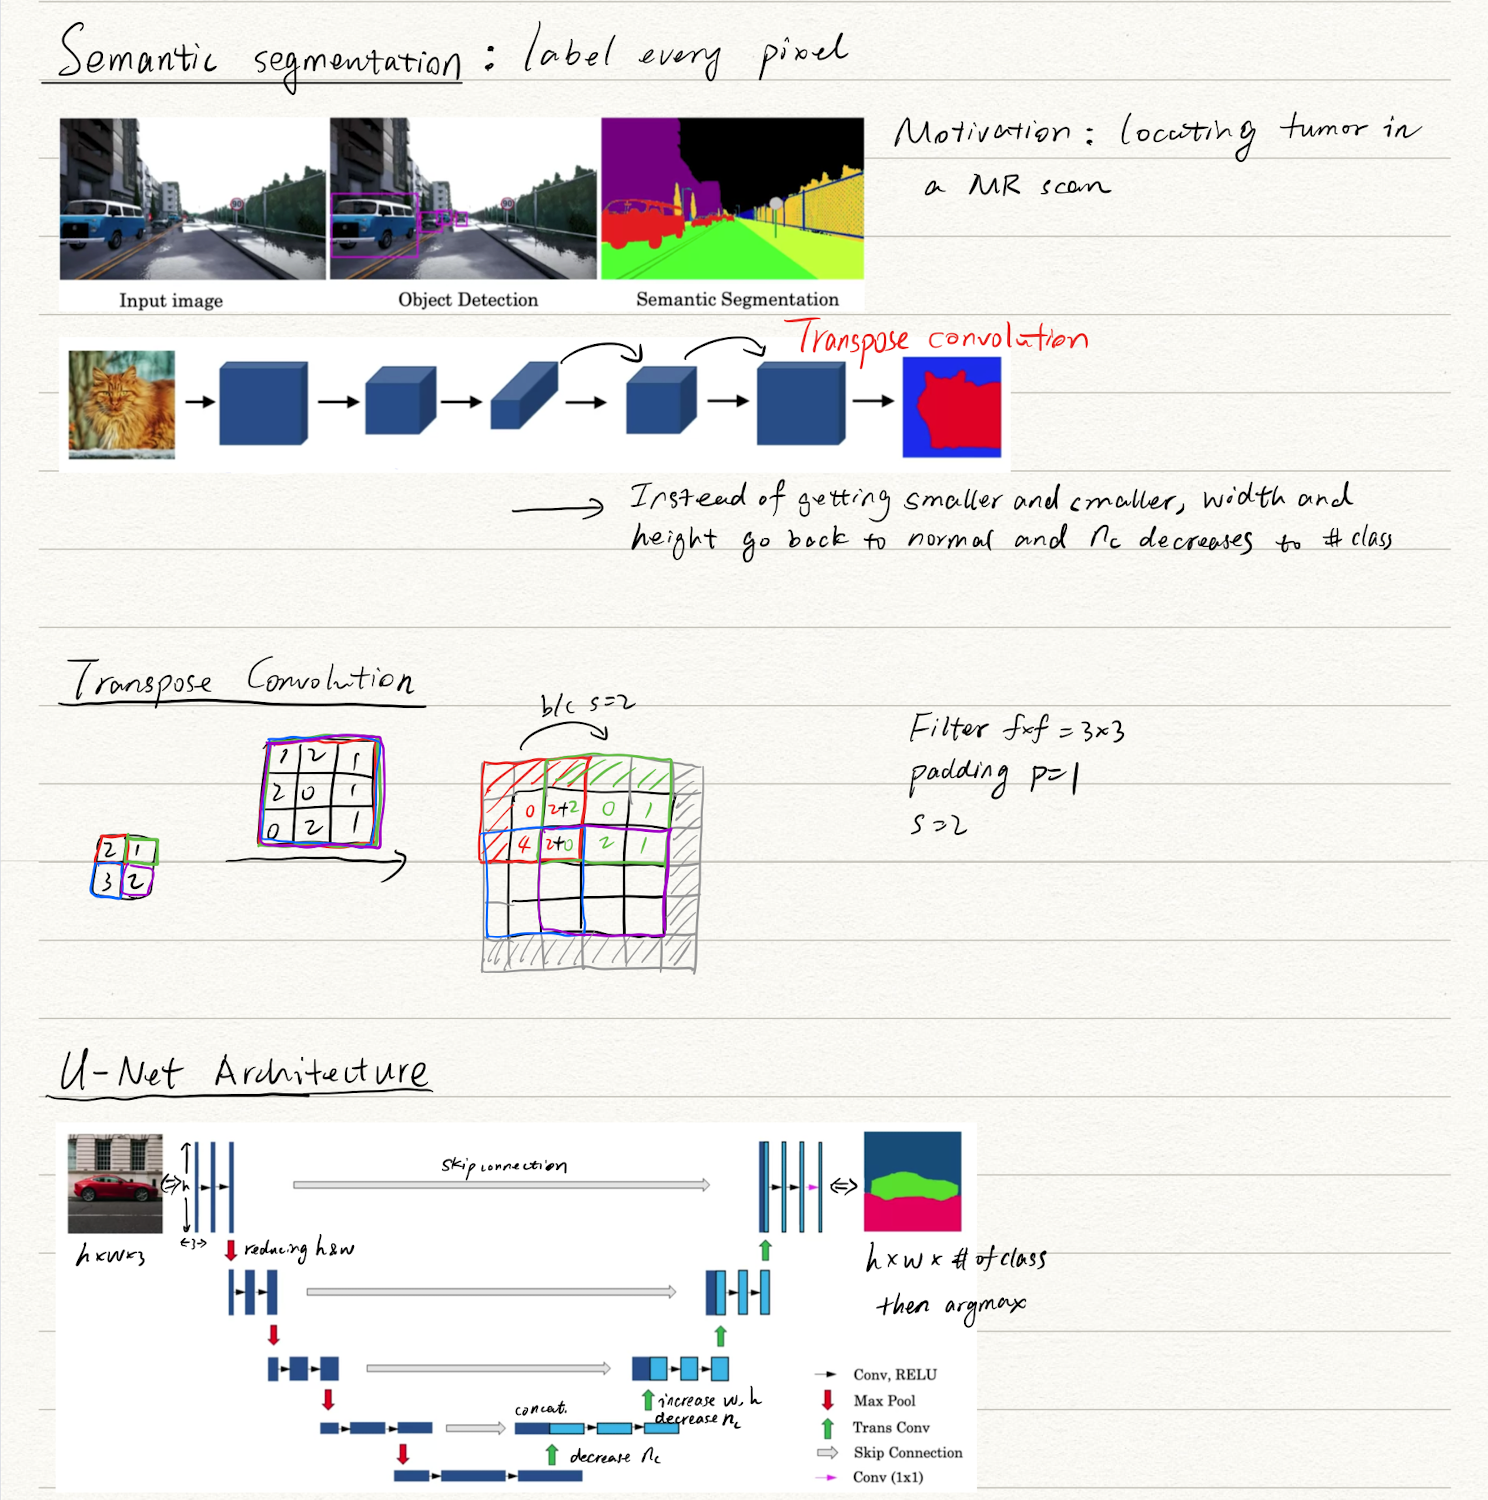 Semantic segmentation : label every pixel
Motivation : locating tumor in
a MR scan
Input image
Object Detection
Semantic Segmentation
Transpose convolution
Instead of getting smaller and smaller, width and
height go back to normal and nc decreases to # class
Transpose Convolution
b/c s=2
Filter f×f = 3×3
padding p=1
s=2
1 2 1
2 0 1
0 2 1
2 1
3 2
0 2+2 0 1
4 2+0 2 1
U-Net Architecture
skip connection
h
3
h×w×3
reducing h&w
h × w × # of class
then argmax
concat.
increase w, h
decrease nc
decrease nc
Conv, RELU
Max Pool
Trans Conv
Skip Connection
Conv (1x1)